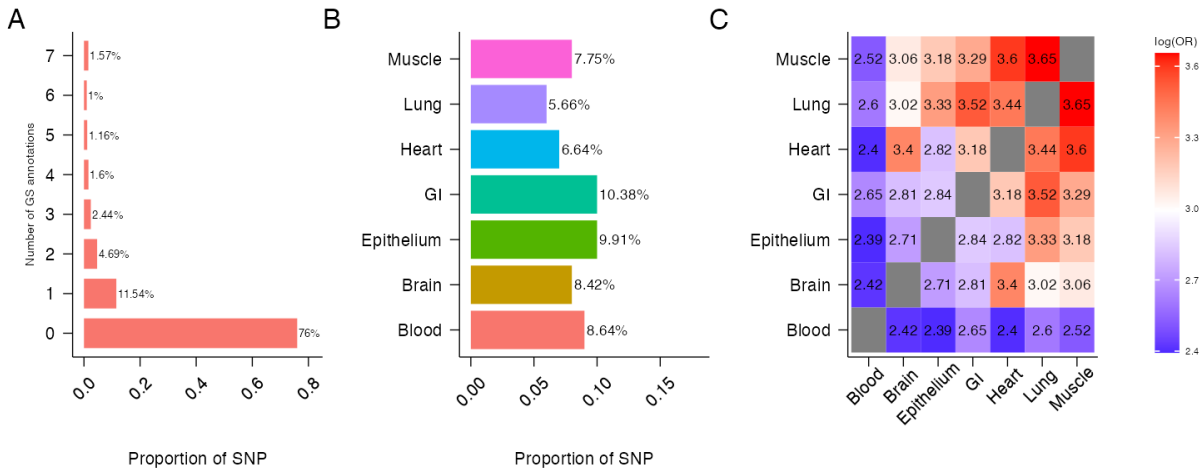 A
Number of GS annotations
7
1.57%
6
1%
5
1.16%
4
1.6%
3
2.44%
2
4.69%
1
11.54%
0
76%
0.0 0.2 0.4 0.6 0.8
Proportion of SNP
B
Muscle 7.75%
Lung 5.66%
Heart 6.64%
GI 10.38%
Epithelium 9.91%
Brain 8.42%
Blood 8.64%
0.00 0.05 0.10 0.15
Proportion of SNP
C
Muscle 2.52 3.06 3.18 3.29 3.6 3.65
Lung 2.6 3.02 3.33 3.52 3.44 3.65
Heart 2.4 3.4 2.82 3.18 3.44 3.6
GI 2.65 2.81 2.84 3.18 3.52 3.29
Epithelium 2.39 2.71 2.84 2.82 3.33 3.18
Brain 2.42 2.71 2.81 3.4 3.02 3.06
Blood 2.42 2.39 2.65 2.4 2.6 2.52
Blood Brain Epithelium GI Heart Lung Muscle
log(OR)
3.6
3.3
3.0
2.7
2.4